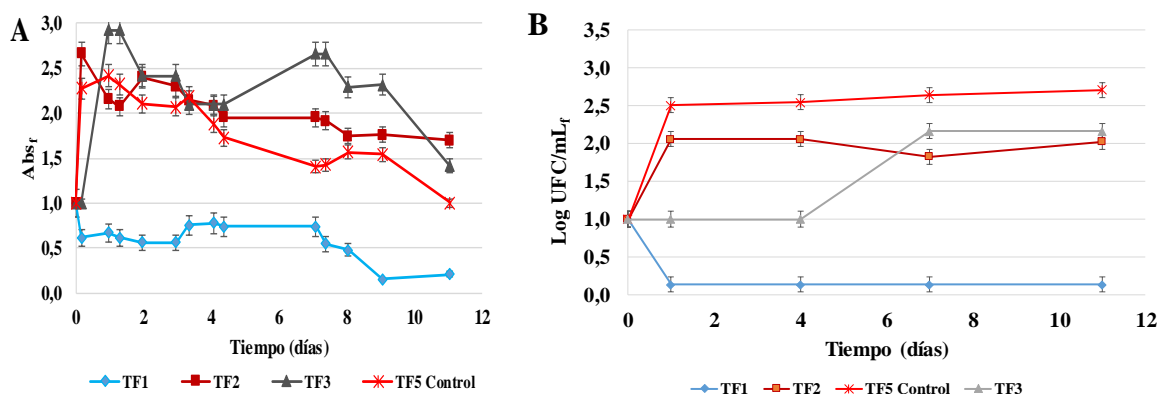 A
Abs f
3,0
2,5
2,0
1,5
1,0
0,5
0,0
0 2 4 6 8 10 12
Tiempo (días)
TF1 TF2 TF3 TF5 Control
B
Log UFC/mL f
3,5
3,0
2,5
2,0
1,5
1,0
0,5
0,0
0 2 4 6 8 10 12
Tiempo (días)
TF1 TF2 TF5 Control TF3